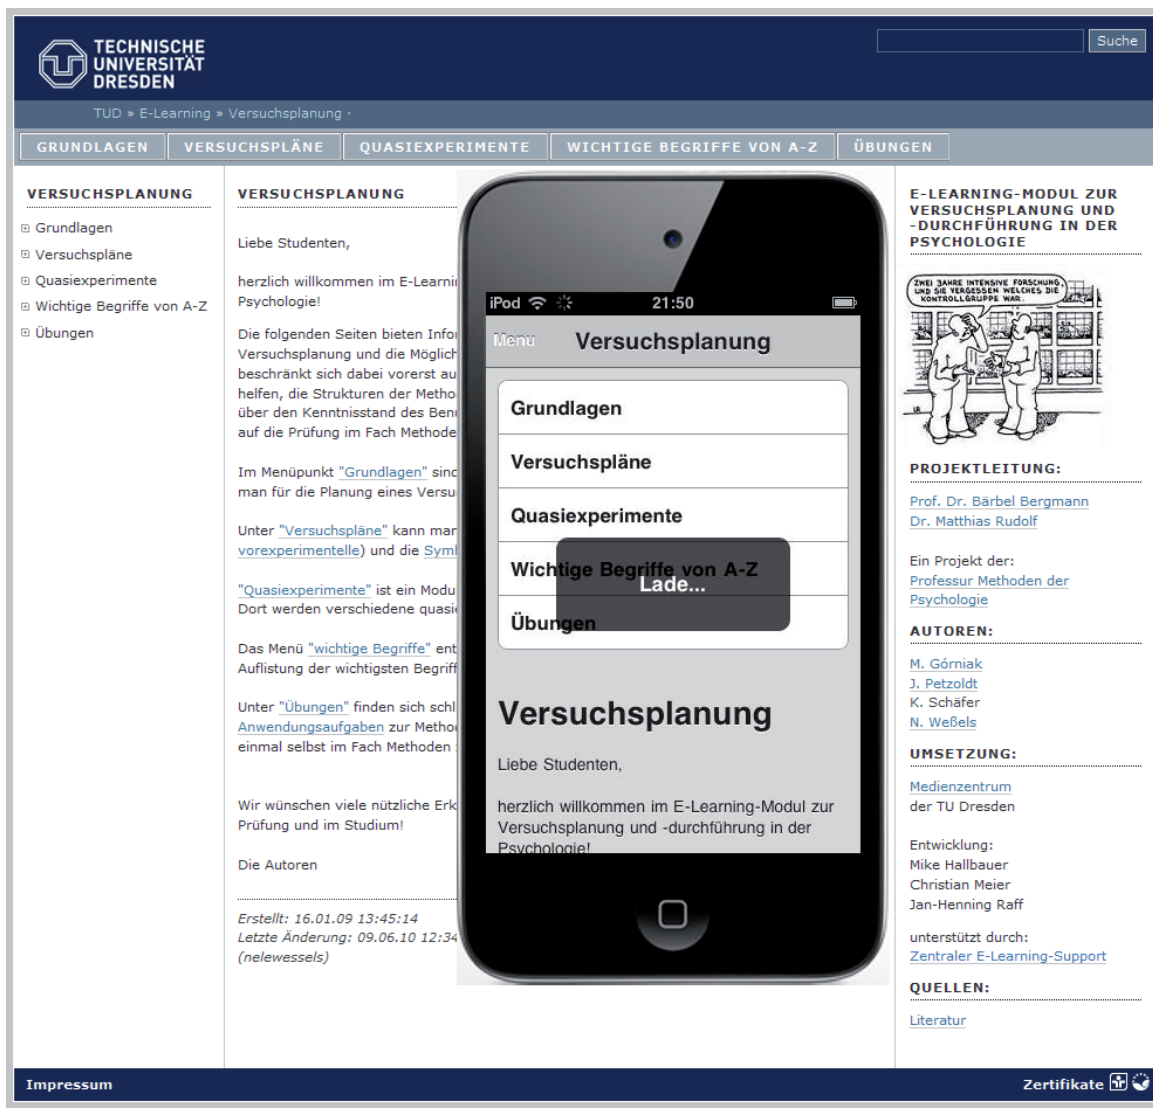 TECHNISCHE
UNIVERSITÄT
DRESDEN
Suche
TUD » E-Learning » Versuchsplanung ·
GRUNDLAGEN
VERSUCHSPLÄNE
QUASIEXPERIMENTE
WICHTIGE BEGRIFFE VON A-Z
ÜBUNGEN
VERSUCHSPLANUNG
Grundlagen
Versuchspläne
Quasiexperimente
Wichtige Begriffe von A-Z
Übungen
VERSUCHSPLANUNG
Liebe Studenten,
herzlich willkommen im E-Learni
Psychologie!
Die folgenden Seiten bieten Infor
Versuchsplanung und die Möglich
beschränkt sich dabei vorerst au
helfen, die Strukturen der Metho
über den Kenntnisstand des Ben
auf die Prüfung im Fach Methode
Im Menüpunkt "Grundlagen" sind
man für die Planung eines Versu
Unter "Versuchspläne" kann man
vorexperimentelle) und die Syml
"Quasiexperimente" ist ein Modu
Dort werden verschiedene quasie
Das Menü "wichtige Begriffe" ent
Auflistung der wichtigsten Begriff
Unter "Übungen" finden sich schl
Anwendungsaufgaben zur Method
einmal selbst im Fach Methoden
Wir wünschen viele nützliche Erk
Prüfung und im Studium!
Die Autoren
Erstellt: 16.01.09 13:45:14
Letzte Änderung: 09.06.10 12:34
(nelewessels)
iPod
21:50
Menü
Versuchsplanung
Grundlagen
Versuchspläne
Quasiexperimente
Wichtige Begriffe von A-Z
Lade...
Übungen
Versuchsplanung
Liebe Studenten,
herzlich willkommen im E-Learning-Modul zur
Versuchsplanung und -durchführung in der
Psychologie!
E-LEARNING-MODUL ZUR
VERSUCHSPLANUNG UND
-DURCHFÜHRUNG IN DER
PSYCHOLOGIE
ZWEI JAHRE INTENSIVE FORSCHUNG,
UND SIE VERGESSEN WELCHES DIE
KONTROLLGRUPPE WAR.
PROJEKTLEITUNG:
Prof. Dr. Bärbel Bergmann
Dr. Matthias Rudolf
Ein Projekt der:
Professur Methoden der
Psychologie
AUTOREN:
M. Górniak
J. Petzoldt
K. Schäfer
N. Weßels
UMSETZUNG:
Medienzentrum
der TU Dresden
Entwicklung:
Mike Hallbauer
Christian Meier
Jan-Henning Raff
unterstützt durch:
Zentraler E-Learning-Support
QUELLEN:
Literatur
Impressum
Zertifikate